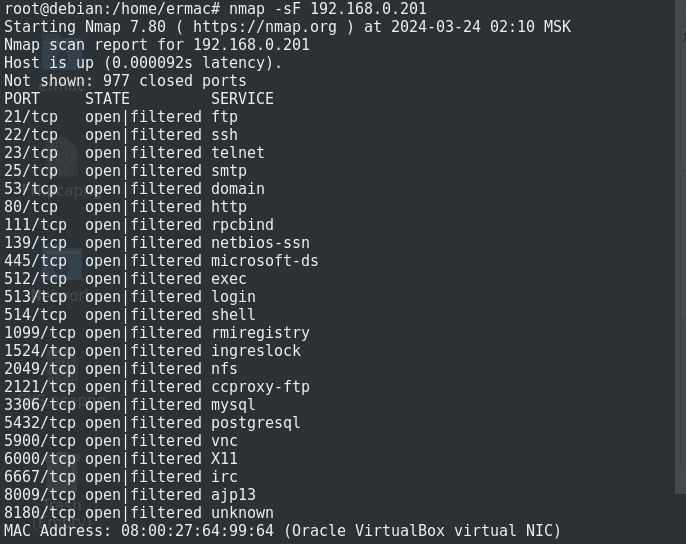 root@debian:/home/ermac# nmap -sF 192.168.0.201
Starting Nmap 7.80 ( https://nmap.org ) at 2024-03-24 02:10 MSK
Nmap scan report for 192.168.0.201
Host is up (0.000092s latency).
Not shown: 977 closed ports
PORT     STATE         SERVICE
21/tcp   open|filtered ftp
22/tcp   open|filtered ssh
23/tcp   open|filtered telnet
25/tcp   open|filtered smtp
53/tcp   open|filtered domain
80/tcp   open|filtered http
111/tcp  open|filtered rpcbind
139/tcp  open|filtered netbios-ssn
445/tcp  open|filtered microsoft-ds
512/tcp  open|filtered exec
513/tcp  open|filtered login
514/tcp  open|filtered shell
1099/tcp open|filtered rmiregistry
1524/tcp open|filtered ingreslock
2049/tcp open|filtered nfs
2121/tcp open|filtered ccproxy-ftp
3306/tcp open|filtered mysql
5432/tcp open|filtered postgresql
5900/tcp open|filtered vnc
6000/tcp open|filtered X11
6667/tcp open|filtered irc
8009/tcp open|filtered ajp13
8180/tcp open|filtered unknown
MAC Address: 08:00:27:64:99:64 (Oracle VirtualBox virtual NIC)